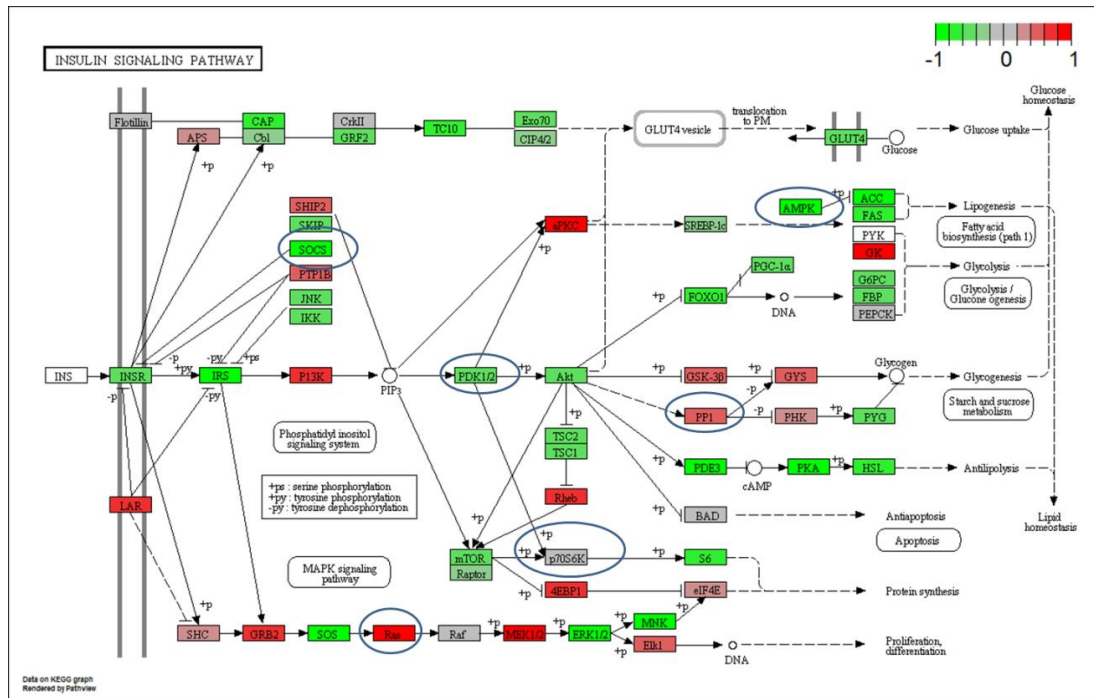 INSULIN SIGNALING PATHWAY
-1 0 1
Glucose
homeostasis
Flotillin
CAP
CrkII
APS
Cbl
GRF2
TC10
Exo70
CIP4/2
GLUT4 vesicle
translocation
to PM
GLUT4
Glucose
Glucose uptake
+p
+p
SHIP2
SKIP
SOCS
PTP1B
JNK
IKK
aPKC
+p
SREBP-1c
AMPK
+p
ACC
FAS
PYK
GK
Lipogenesis
Fatty acid
biosynthesis (path 1)
Glycolysis
Glycolysis /
Glucone ogenesis
PGC-1α
+p
FOXO1
DNA
G6PC
FBP
PEPCK
-p
+py
-py
+ps
INS
INSR
IRS
PI3K
PIP3
+p
PDK1/2
+p
Akt
+p
GSK-3β
+p
GYS
Glycogen
Glycogenesis
Starch and sucrose
metabolism
-p
-py
-p
PP1
-p
PHK
+p
PYG
Phosphatidyl inositol
signaling system
+p
TSC2
TSC1
+p
PDE3
cAMP
PKA
+p
HSL
Antilipolysis
+ps : serine phosphorylation
+py : tyrosine phosphorylation
-py : tyrosine dephosphorylation
LAR
Rheb
+p
BAD
Antiapoptosis
Apoptosis
Lipid
homeostasis
+p
mTOR
Raptor
+p
p70S6K
+p
S6
MAPK signaling
pathway
+p
4EBP1
eIF4E
Protein synthesis
+p
+p
SHC
GRB2
SOS
Ras
Raf
+p
MEK1/2
+p
ERK1/2
+p
MNK
+p
Elk1
DNA
Proliferation,
differentiation
Data on KEGG graph
Rendered by Pathview